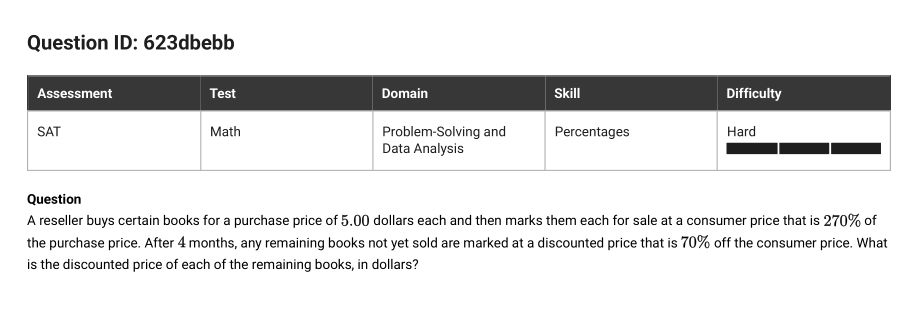 Question ID: 623dbebb
Assessment Test Domain Skill Difficulty
SAT Math Problem-Solving and Data Analysis Percentages Hard
Question
A reseller buys certain books for a purchase price of 5.00 dollars each and then marks them each for sale at a consumer price that is 270% of
the purchase price. After 4 months, any remaining books not yet sold are marked at a discounted price that is 70% off the consumer price. What
is the discounted price of each of the remaining books, in dollars?